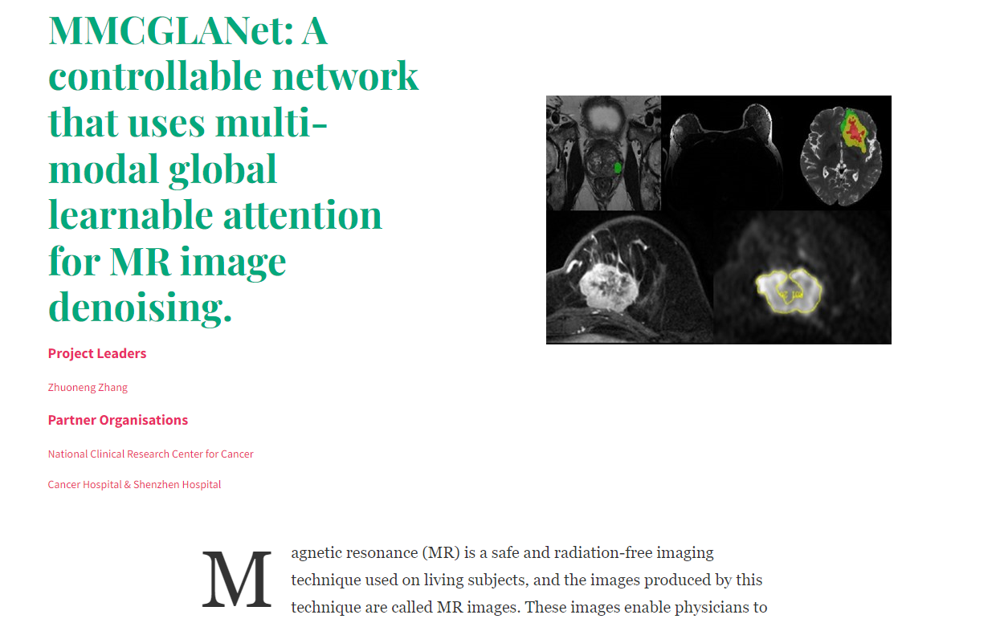 MMCGLANet: A
controllable network
that uses multi-
modal global
learnable attention
for MR image
denoising.
Project Leaders
Zhuoneng Zhang
Partner Organisations
National Clinical Research Center for Cancer
Cancer Hospital & Shenzhen Hospital
Magnetic resonance (MR) is a safe and radiation-free imaging
technique used on living subjects, and the images produced by this
technique are called MR images. These images enable physicians to